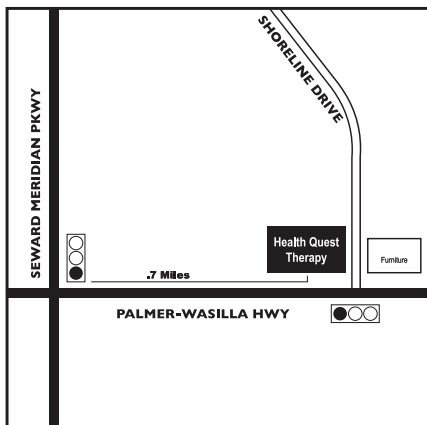 SHORELINE DRIVE
SEWARD MERIDIAN PKWY
Health Quest
Therapy
Furniture
.7 Miles
PALMER-WASILLA HWY